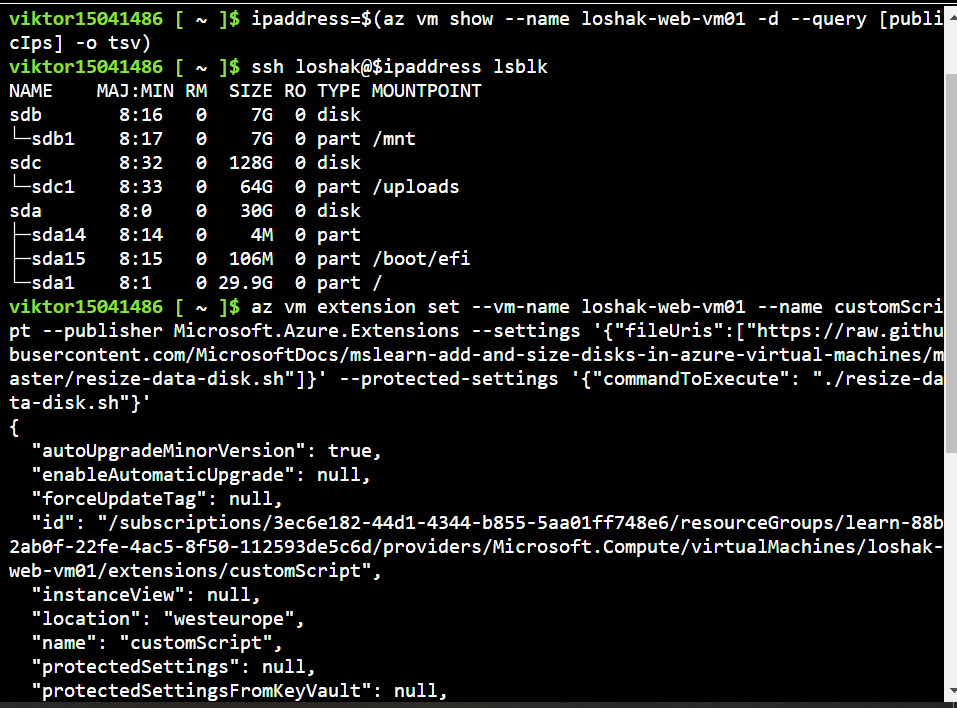 viktor15041486 [ ~ ]$ ipaddress=$(az vm show --name loshak-web-vm01 -d --query [publi
cIps] -o tsv)
viktor15041486 [ ~ ]$ ssh loshak@$ipaddress lsblk
NAME    MAJ:MIN RM  SIZE RO TYPE MOUNTPOINT
sdb       8:16   0    7G  0 disk
└─sdb1    8:17   0    7G  0 part /mnt
sdc       8:32   0  128G  0 disk
└─sdc1    8:33   0   64G  0 part /uploads
sda       8:0    0   30G  0 disk
├─sda14   8:14   0    4M  0 part
├─sda15   8:15   0  106M  0 part /boot/efi
└─sda1    8:1    0 29.9G  0 part /
viktor15041486 [ ~ ]$ az vm extension set --vm-name loshak-web-vm01 --name customScri
pt --publisher Microsoft.Azure.Extensions --settings '{"fileUris":["https://raw.githu
busercontent.com/MicrosoftDocs/mslearn-add-and-size-disks-in-azure-virtual-machines/m
aster/resize-data-disk.sh"]}' --protected-settings '{"commandToExecute": "./resize-da
ta-disk.sh"}'
{
  "autoUpgradeMinorVersion": true,
  "enableAutomaticUpgrade": null,
  "forceUpdateTag": null,
  "id": "/subscriptions/3ec6e182-44d1-4344-b855-5aa01ff748e6/resourceGroups/learn-88b
2ab0f-22fe-4ac5-8f50-112593de5c6d/providers/Microsoft.Compute/virtualMachines/loshak-
web-vm01/extensions/customScript",
  "instanceView": null,
  "location": "westeurope",
  "name": "customScript",
  "protectedSettings": null,
  "protectedSettingsFromKeyVault": null,